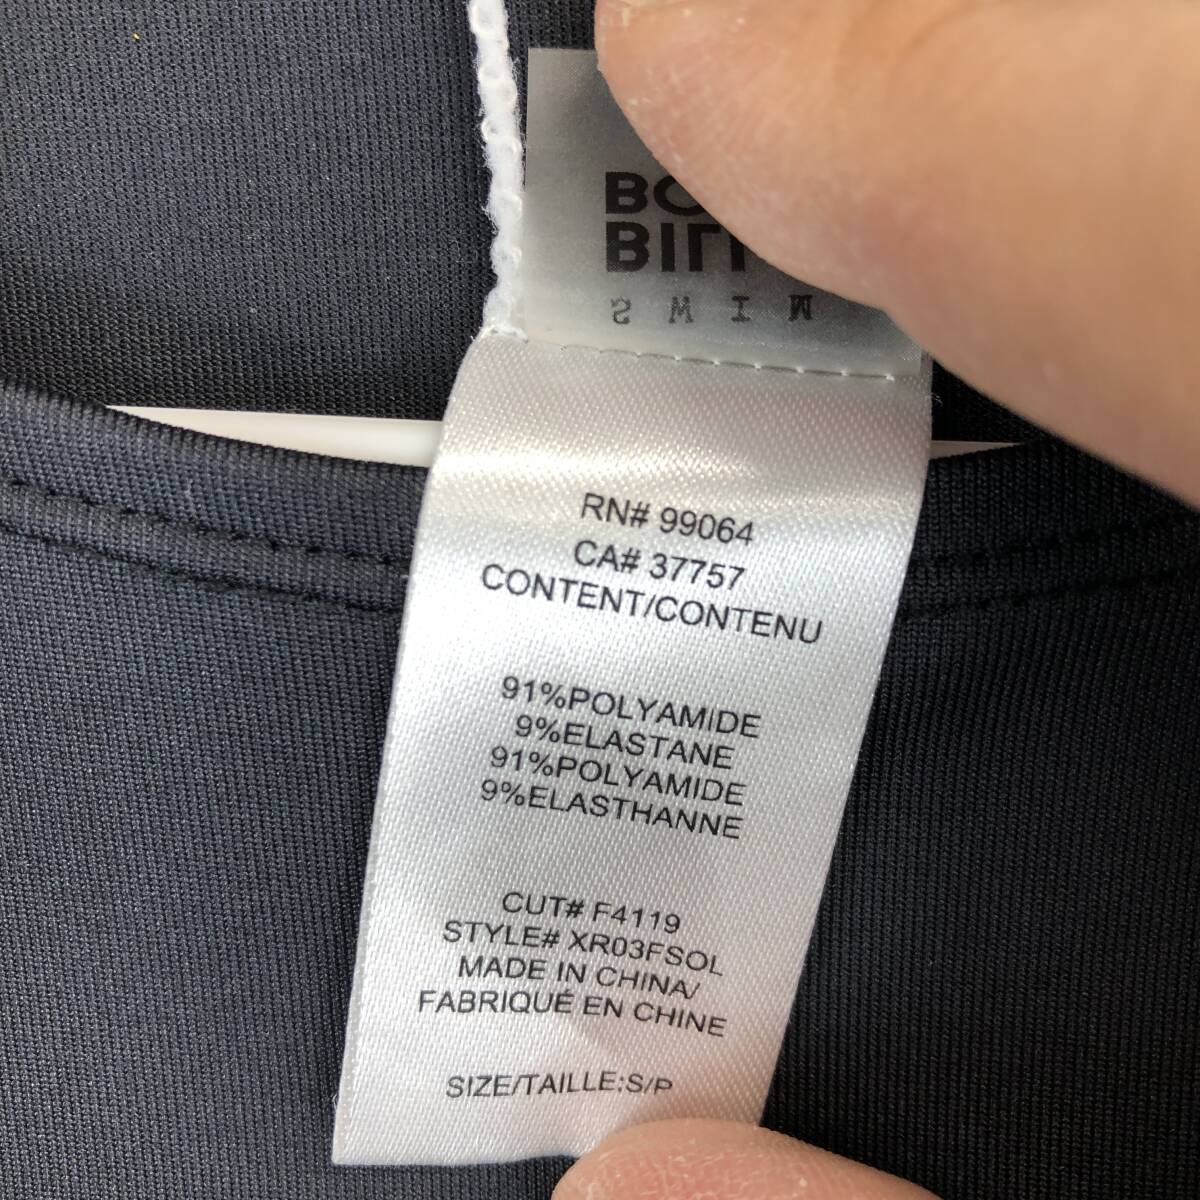 SWIM
RN# 99064
CA# 37757
CONTENT/CONTENU
91%POLYAMIDE
9%ELASTANE
91%POLYAMIDE
9%ELASTHANNE
CUT# F4119
STYLE# XR03FSOL
MADE IN CHINA/
FABRIQUÉ EN CHINE
SIZE/TAILLE:S/P